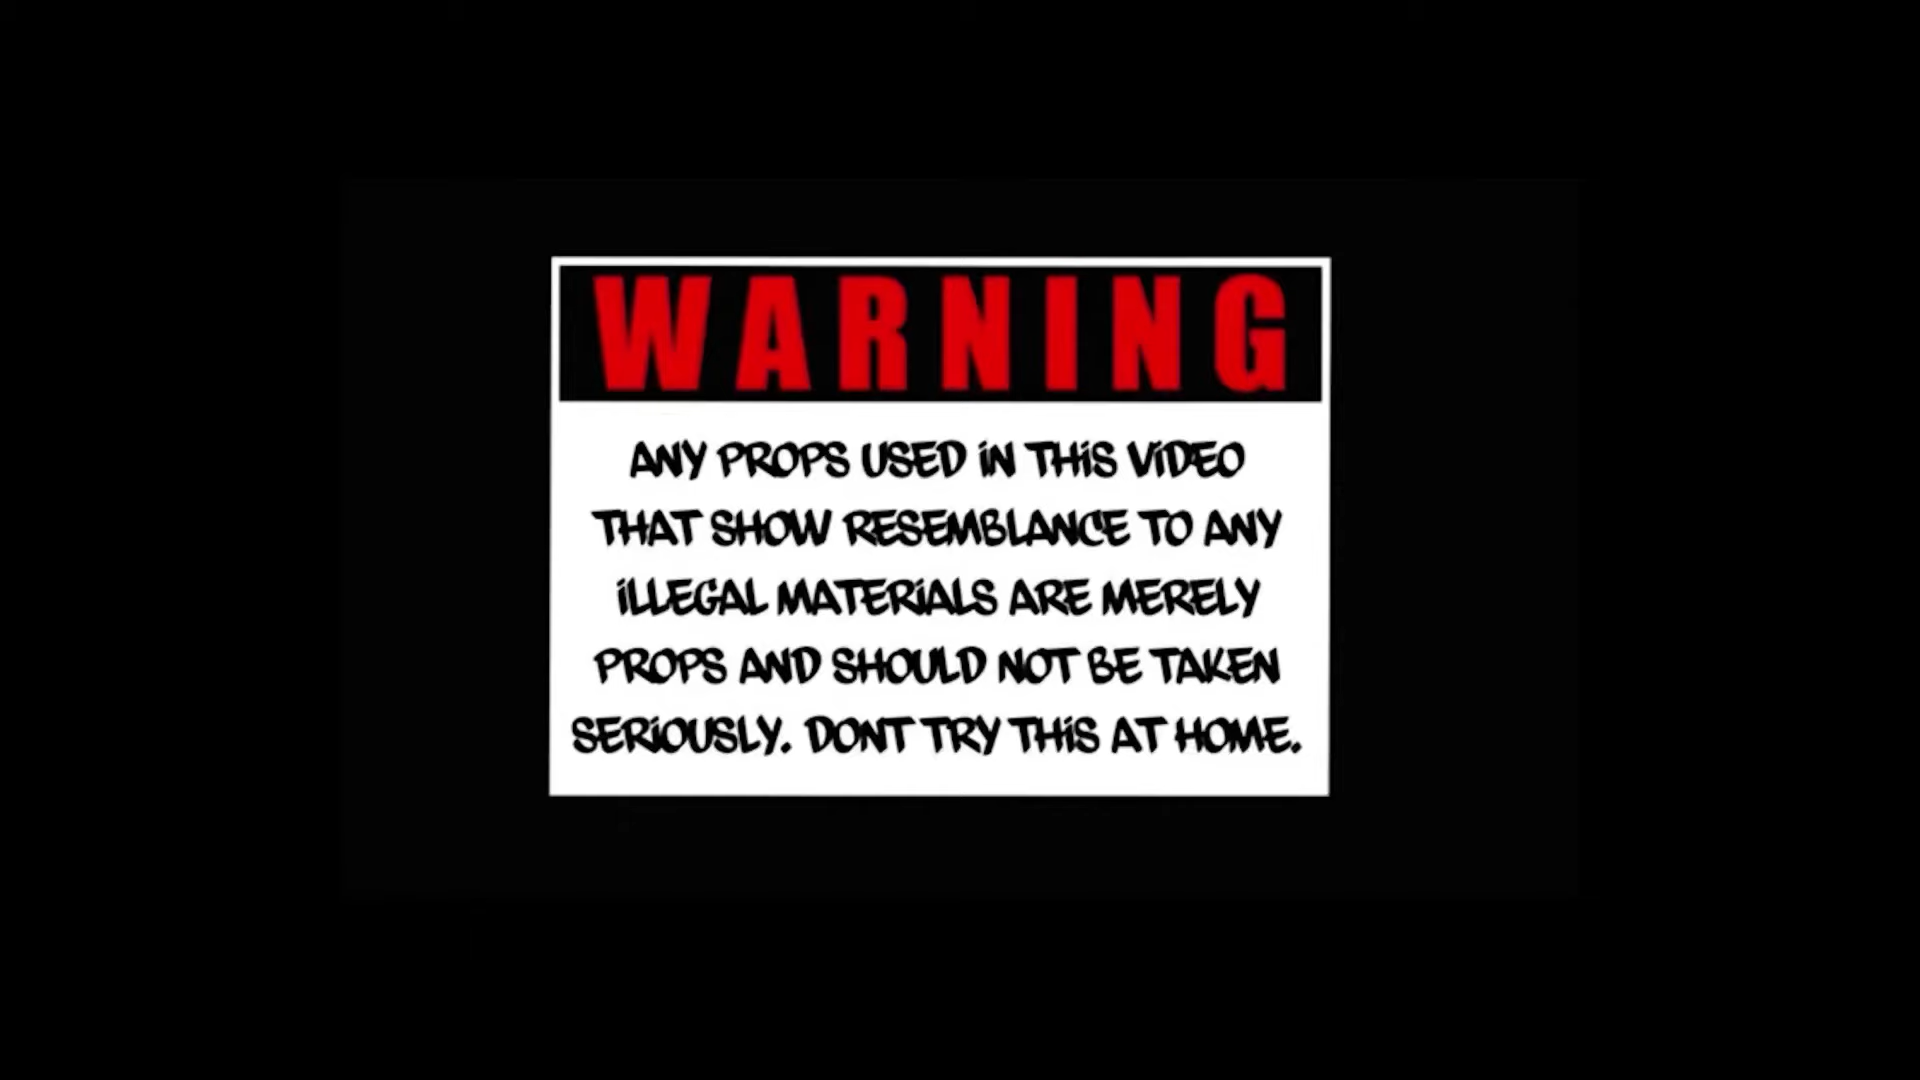 WARNING
ANY PROPS USED iN THiS ViDEO
THAT SHOW RESEMBLANCE TO ANY
iLLEGAL MATERiALS ARE MERELY
PROPS AND SHOULD NOT BE TAKEN
SERiOUSLY. DONT TRY THiS AT HOME.